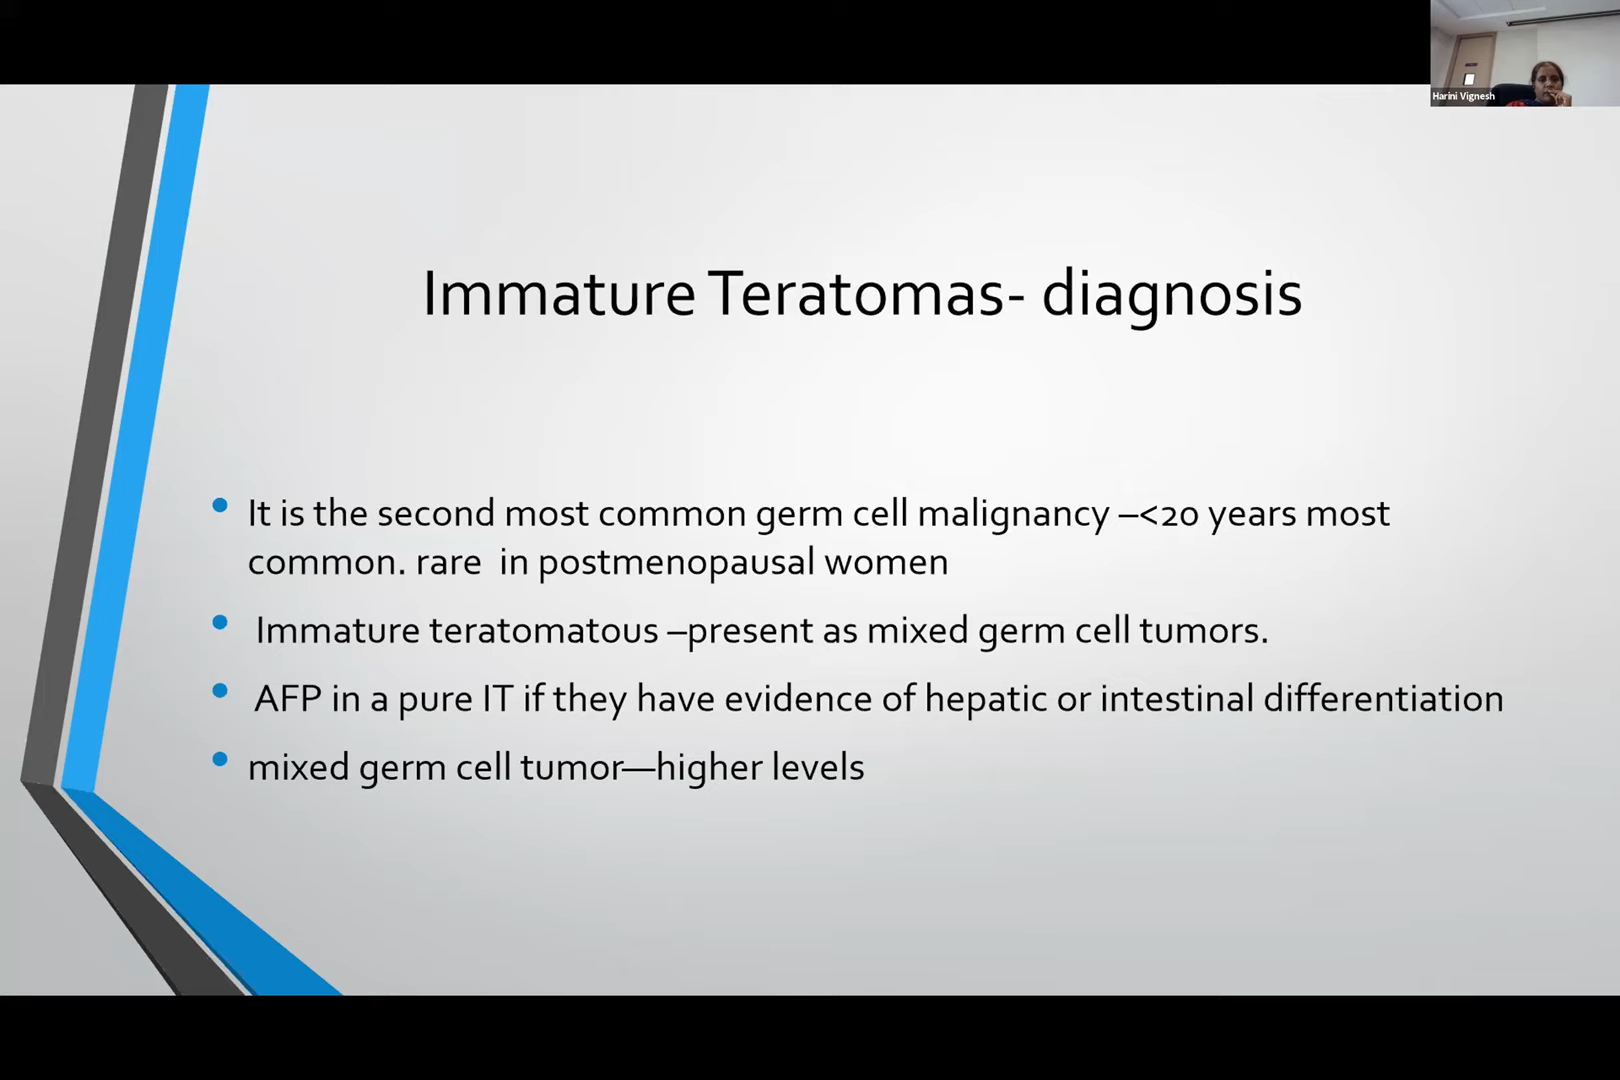 Harini Vignesh
Immature Teratomas- diagnosis
• It is the second most common germ cell malignancy –<20 years most
common. rare in postmenopausal women
• Immature teratomatous –present as mixed germ cell tumors.
• AFP in a pure IT if they have evidence of hepatic or intestinal differentiation
• mixed germ cell tumor—higher levels